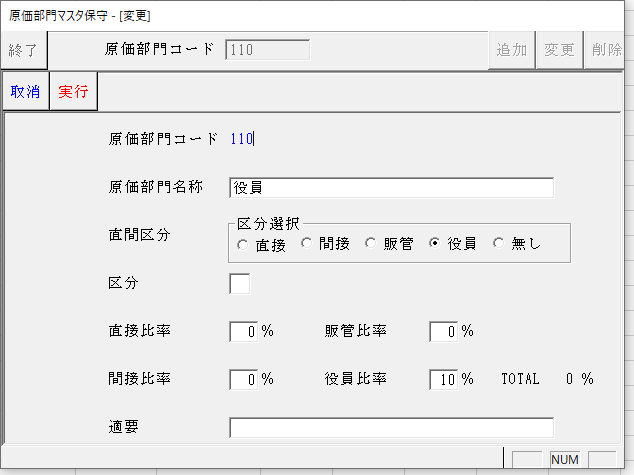 原価部門マスタ保守 - [変更]
終了 原価部門コード 110 追加 変更 削除
取消 実行
原価部門コード 110
原価部門名称 役員
区分選択
直間区分 直接 間接 販管 役員 無し
区分
直接比率 0 % 販管比率 0 %
間接比率 0 % 役員比率 10 % TOTAL 0 %
適要
NUM